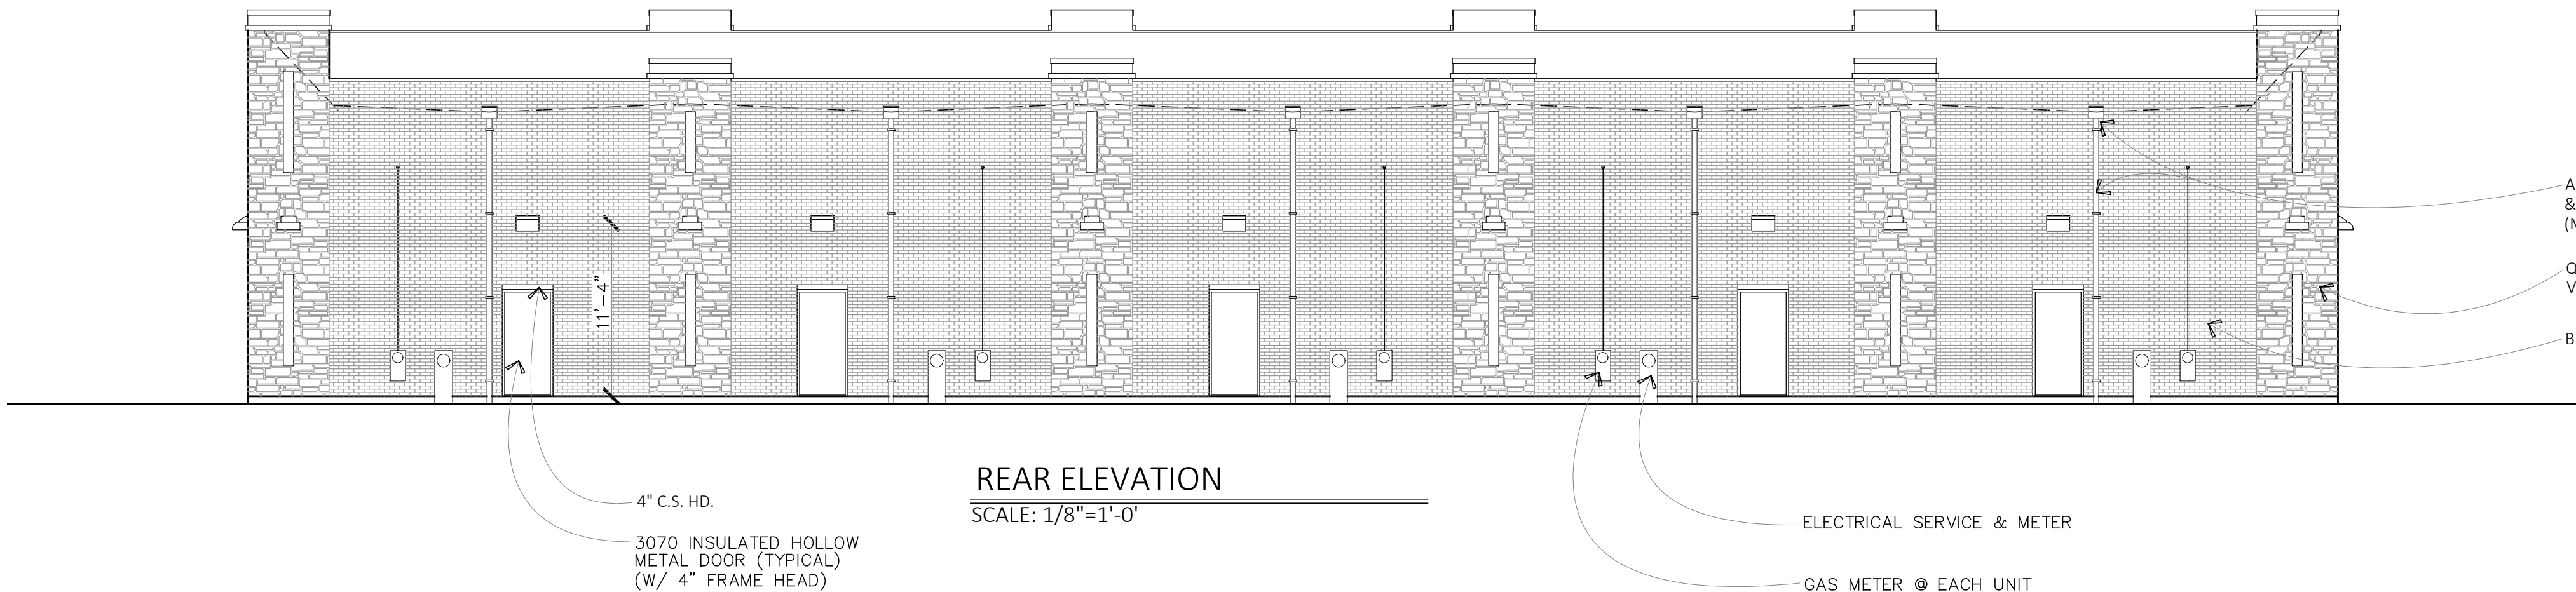 11'-4"
A
&
(
Q
V
B
REAR ELEVATION
SCALE: 1/8"=1'-0'
4" C.S. HD.
3070 INSULATED HOLLOW
METAL DOOR (TYPICAL)
(W/ 4" FRAME HEAD)
ELECTRICAL SERVICE & METER
GAS METER @ EACH UNIT